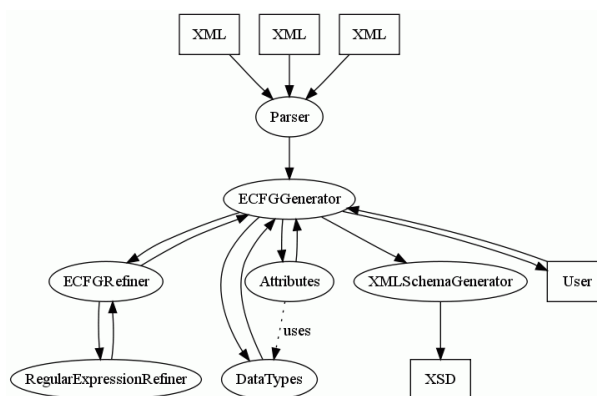 XML XML XML
Parser
ECFGGenerator
ECFGRefiner Attributes XMLSchemaGenerator User
uses
RegularExpressionRefiner DataTypes XSD